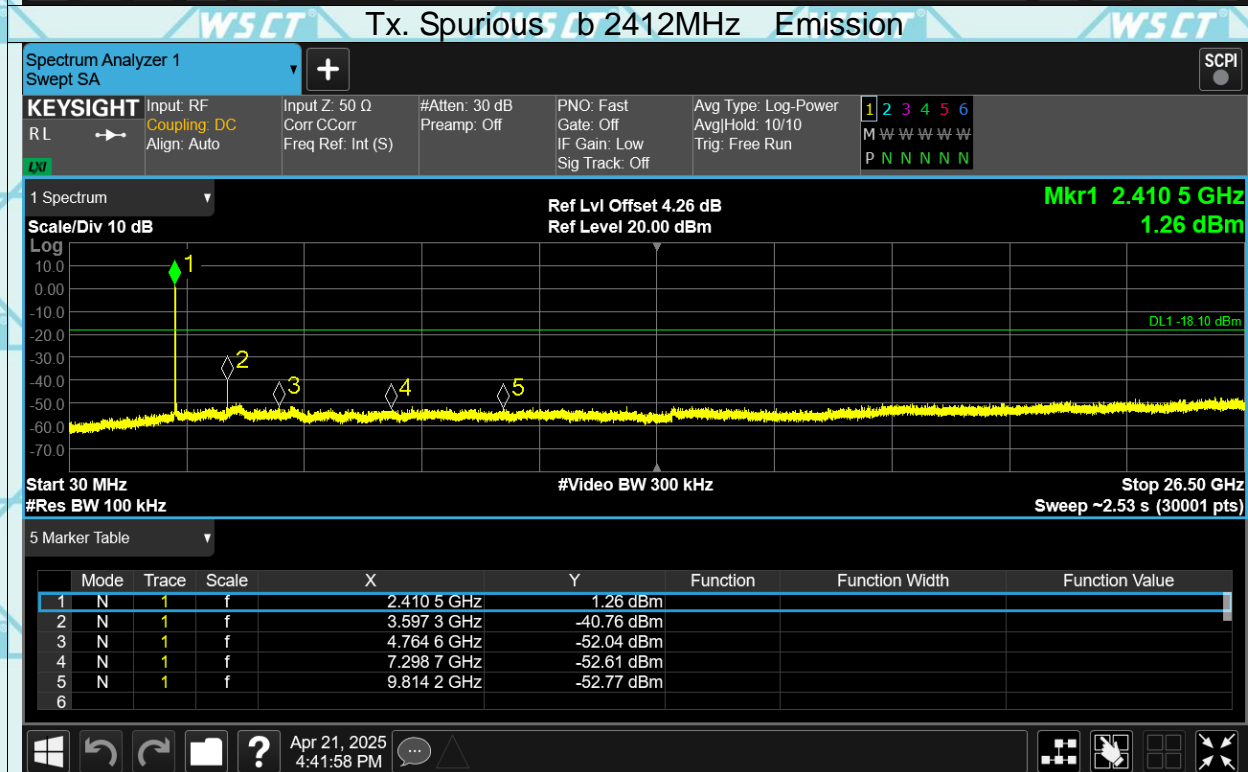 WSCT WSCT WSCT
Tx. Spurious b 2412MHz Emission
Spectrum Analyzer 1
Swept SA
+
SCPI
KEYSIGHT Input: RF Input Z: 50 Ω #Atten: 30 dB PNO: Fast Avg Type: Log-Power 1 2 3 4 5 6
R L Coupling: DC Corr CCorr Preamp: Off Gate: Off Avg|Hold: 10/10 M W W W W W
Align: Auto Freq Ref: Int (S) IF Gain: Low Trig: Free Run P N N N N N
LXI Sig Track: Off
1 Spectrum Ref Lvl Offset 4.26 dB Mkr1 2.410 5 GHz
Scale/Div 10 dB Ref Level 20.00 dBm 1.26 dBm
Log
10.0 1
0.00
-10.0
DL1 -18.10 dBm
-20.0
-30.0 2
-40.0 3 4 5
-50.0
-60.0
-70.0
Start 30 MHz #Video BW 300 kHz Stop 26.50 GHz
#Res BW 100 kHz Sweep ~2.53 s (30001 pts)
5 Marker Table
Mode Trace Scale X Y Function Function Width Function Value
1 N 1 f 2.410 5 GHz 1.26 dBm
2 N 1 f 3.597 3 GHz -40.76 dBm
3 N 1 f 4.764 6 GHz -52.04 dBm
4 N 1 f 7.298 7 GHz -52.61 dBm
5 N 1 f 9.814 2 GHz -52.77 dBm
6
? Apr 21, 2025
4:41:58 PM